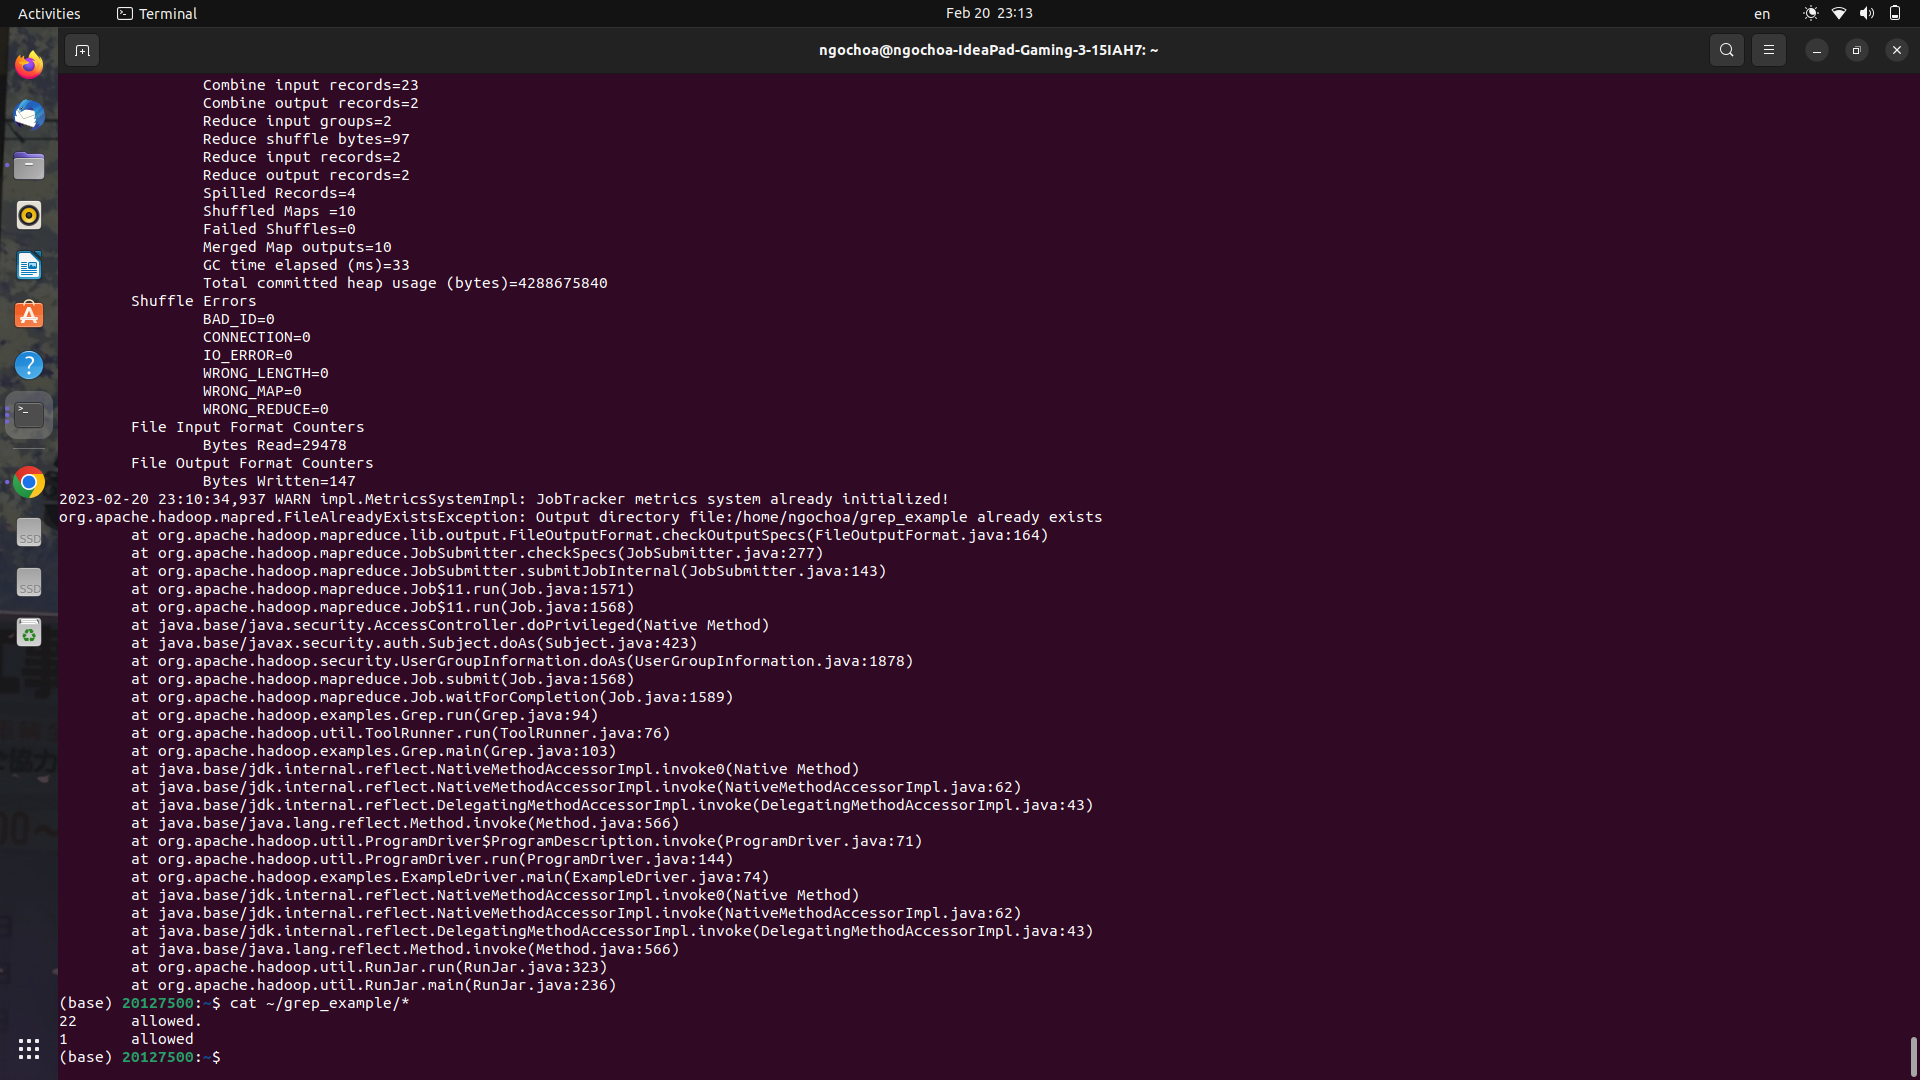 Activities
Terminal
Feb 20 23:13
en
ngochoa@ngochoa-IdeaPad-Gaming-3-15IAH7: ~
Combine input records=23
Combine output records=2
Reduce input groups=2
Reduce shuffle bytes=97
Reduce input records=2
Reduce output records=2
Spilled Records=4
Shuffled Maps =10
Failed Shuffles=0
Merged Map outputs=10
GC time elapsed (ms)=33
Total committed heap usage (bytes)=4288675840
Shuffle Errors
BAD_ID=0
CONNECTION=0
IO_ERROR=0
WRONG_LENGTH=0
WRONG_MAP=0
WRONG_REDUCE=0
File Input Format Counters
Bytes Read=29478
File Output Format Counters
Bytes Written=147
2023-02-20 23:10:34,937 WARN impl.MetricsSystemImpl: JobTracker metrics system already initialized!
org.apache.hadoop.mapred.FileAlreadyExistsException: Output directory file:/home/ngochoa/grep_example already exists
at org.apache.hadoop.mapreduce.lib.output.FileOutputFormat.checkOutputSpecs(FileOutputFormat.java:164)
at org.apache.hadoop.mapreduce.JobSubmitter.checkSpecs(JobSubmitter.java:277)
at org.apache.hadoop.mapreduce.JobSubmitter.submitJobInternal(JobSubmitter.java:143)
at org.apache.hadoop.mapreduce.Job$11.run(Job.java:1571)
at org.apache.hadoop.mapreduce.Job$11.run(Job.java:1568)
at java.base/java.security.AccessController.doPrivileged(Native Method)
at java.base/javax.security.auth.Subject.doAs(Subject.java:423)
at org.apache.hadoop.security.UserGroupInformation.doAs(UserGroupInformation.java:1878)
at org.apache.hadoop.mapreduce.Job.submit(Job.java:1568)
at org.apache.hadoop.mapreduce.Job.waitForCompletion(Job.java:1589)
at org.apache.hadoop.examples.Grep.run(Grep.java:94)
at org.apache.hadoop.util.ToolRunner.run(ToolRunner.java:76)
at org.apache.hadoop.examples.Grep.main(Grep.java:103)
at java.base/jdk.internal.reflect.NativeMethodAccessorImpl.invoke0(Native Method)
at java.base/jdk.internal.reflect.NativeMethodAccessorImpl.invoke(NativeMethodAccessorImpl.java:62)
at java.base/jdk.internal.reflect.DelegatingMethodAccessorImpl.invoke(DelegatingMethodAccessorImpl.java:43)
at java.base/java.lang.reflect.Method.invoke(Method.java:566)
at org.apache.hadoop.util.ProgramDriver$ProgramDescription.invoke(ProgramDriver.java:71)
at org.apache.hadoop.util.ProgramDriver.run(ProgramDriver.java:144)
at org.apache.hadoop.examples.ExampleDriver.main(ExampleDriver.java:74)
at java.base/jdk.internal.reflect.NativeMethodAccessorImpl.invoke0(Native Method)
at java.base/jdk.internal.reflect.NativeMethodAccessorImpl.invoke(NativeMethodAccessorImpl.java:62)
at java.base/jdk.internal.reflect.DelegatingMethodAccessorImpl.invoke(DelegatingMethodAccessorImpl.java:43)
at java.base/java.lang.reflect.Method.invoke(Method.java:566)
at org.apache.hadoop.util.RunJar.run(RunJar.java:323)
at org.apache.hadoop.util.RunJar.main(RunJar.java:236)
(base) 20127500:~$ cat ~/grep_example/*
22 allowed.
1 allowed
(base) 20127500:~$
SSD
SSD